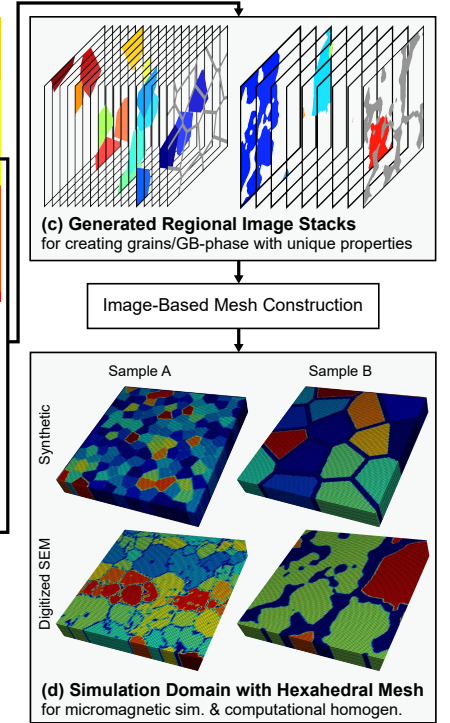 (c) Generated Regional Image Stacks
for creating grains/GB-phase with unique properties
Image-Based Mesh Construction
Sample A
Sample B
Synthetic
Digitized SEM
(d) Simulation Domain with Hexahedral Mesh
for micromagnetic sim. & computational homogen.